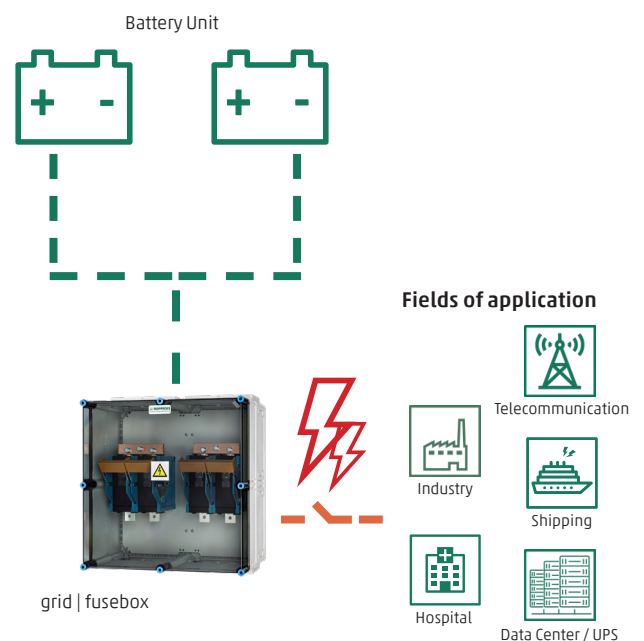 Battery Unit
+ -
+ -
Fields of application
Telecommunication
Industry
Shipping
Hospital
Data Center / UPS
grid | fusebox